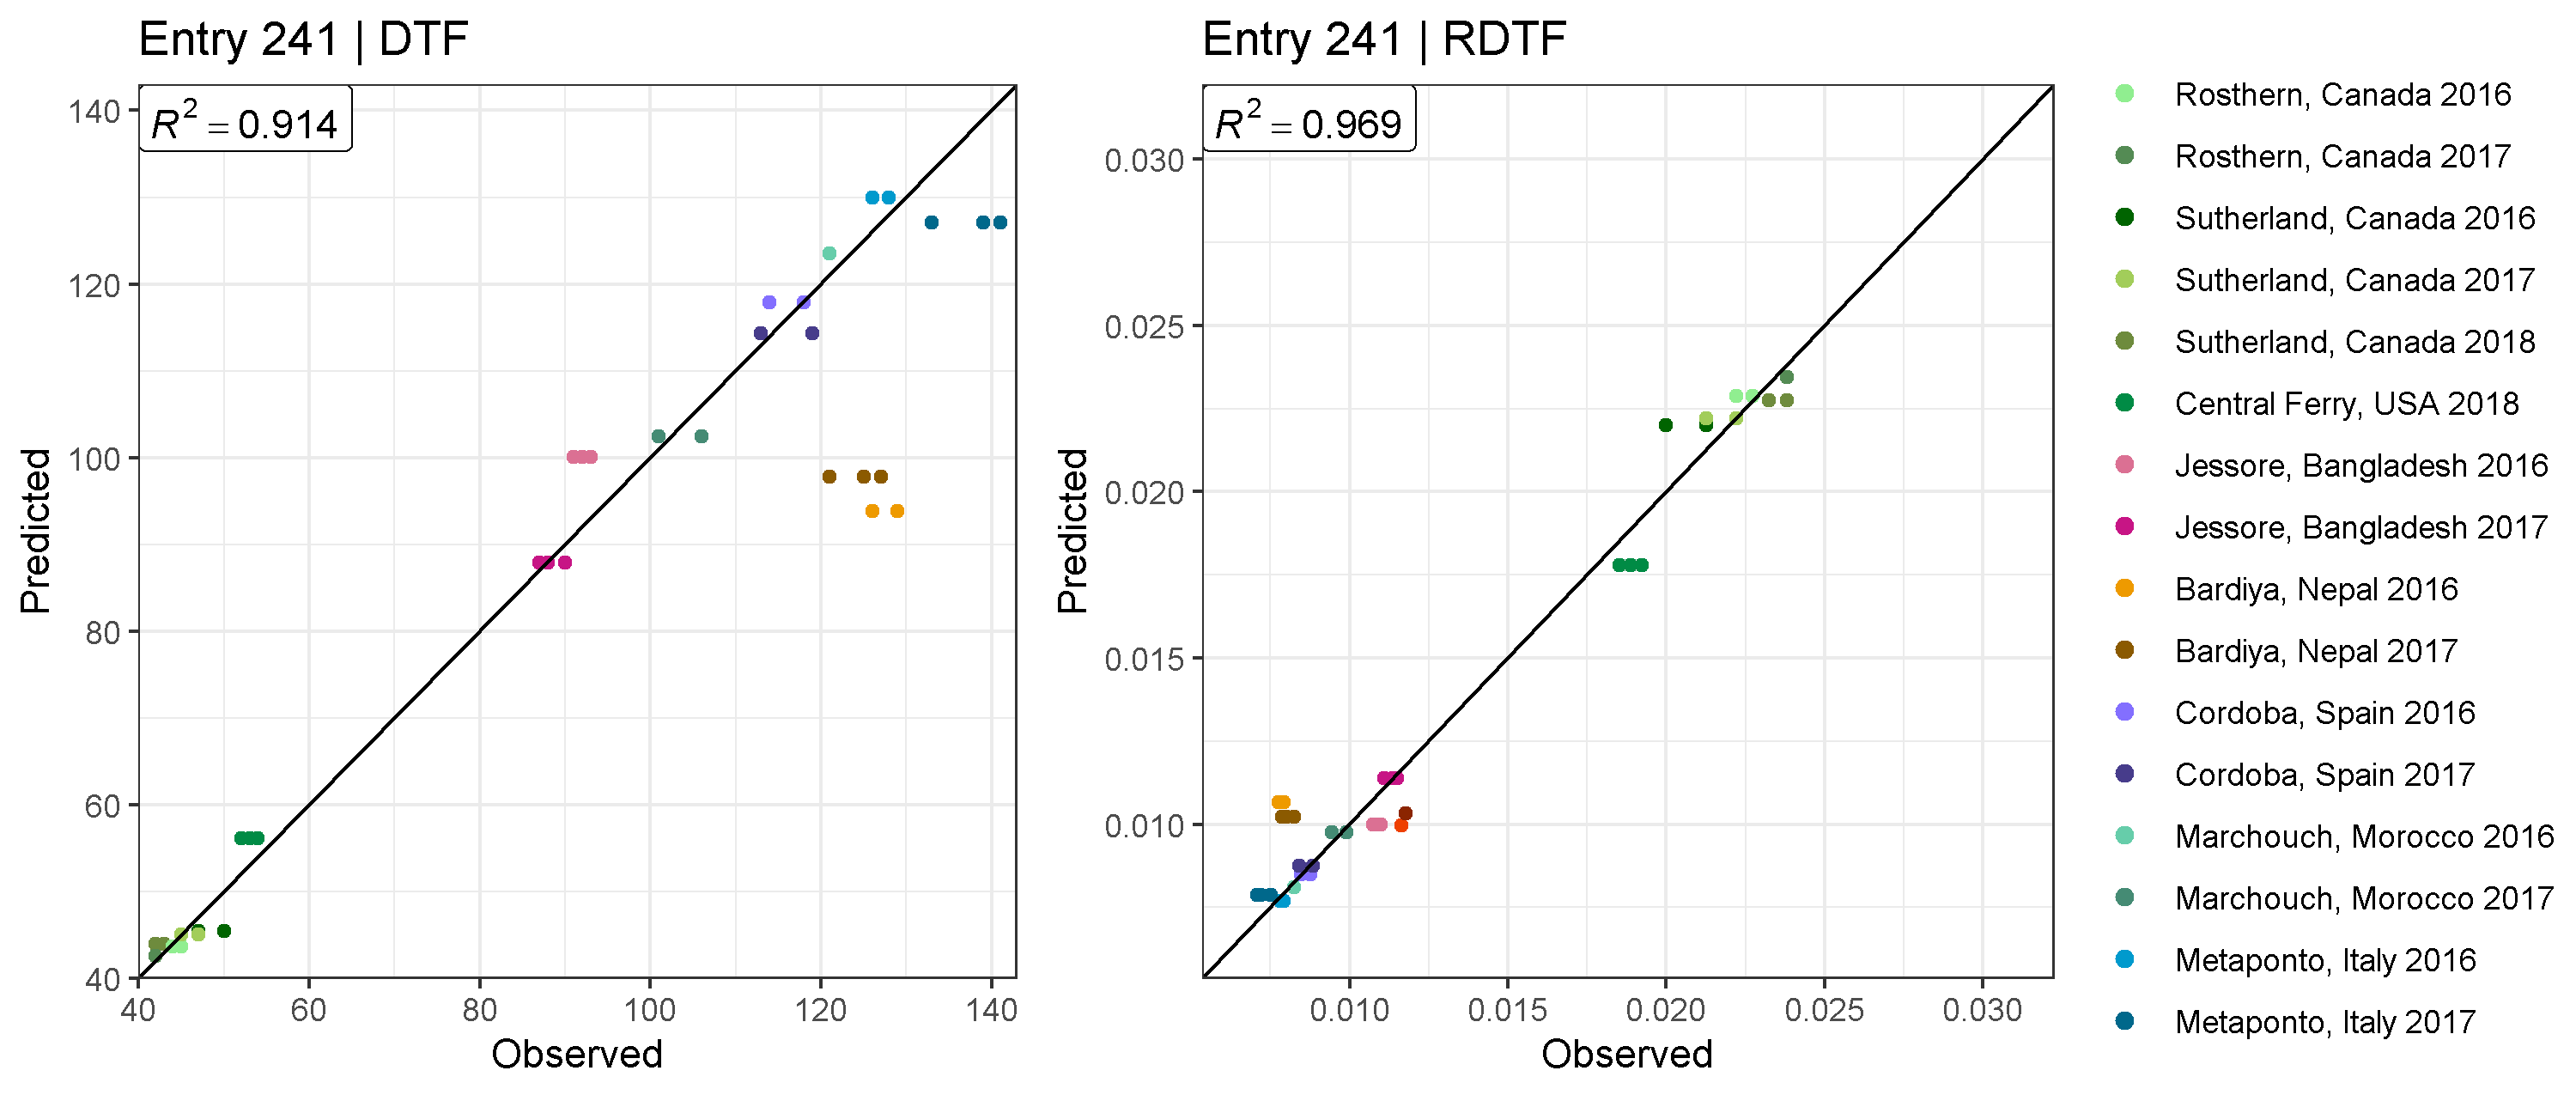 Entry 241 | DTF
R² = 0.914
140
120
100
80
60
40
40 60 80 100 120 140
Predicted
Observed
Entry 241 | RDTF
R² = 0.969
0.030
0.025
0.020
0.015
0.010
0.010 0.015 0.020 0.025 0.030
Predicted
Observed
Rosthern, Canada 2016
Rosthern, Canada 2017
Sutherland, Canada 2016
Sutherland, Canada 2017
Sutherland, Canada 2018
Central Ferry, USA 2018
Jessore, Bangladesh 2016
Jessore, Bangladesh 2017
Bardiya, Nepal 2016
Bardiya, Nepal 2017
Cordoba, Spain 2016
Cordoba, Spain 2017
Marchouch, Morocco 2016
Marchouch, Morocco 2017
Metaponto, Italy 2016
Metaponto, Italy 2017